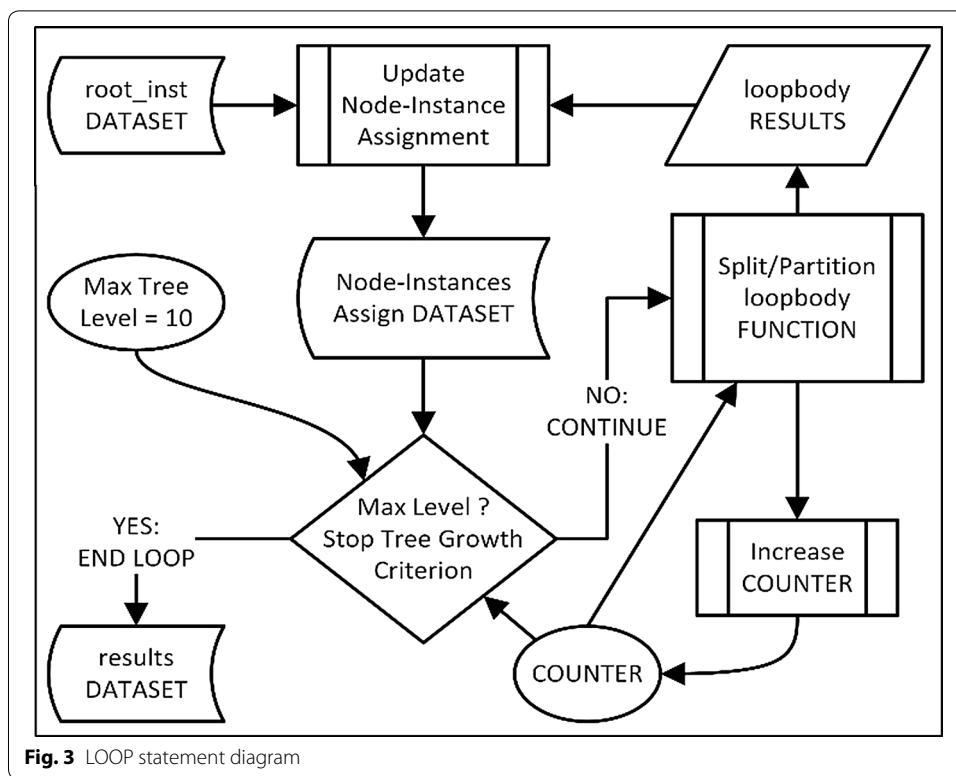 root_inst
DATASET
Update
Node-Instance
Assignment
loopbody
RESULTS
Max Tree
Level = 10
Node-Instances
Assign DATASET
Split/Partition
loopbody
FUNCTION
NO:
CONTINUE
Max Level ?
Stop Tree Growth
Criterion
YES:
END LOOP
Increase
COUNTER
results
DATASET
COUNTER
Fig. 3 LOOP statement diagram